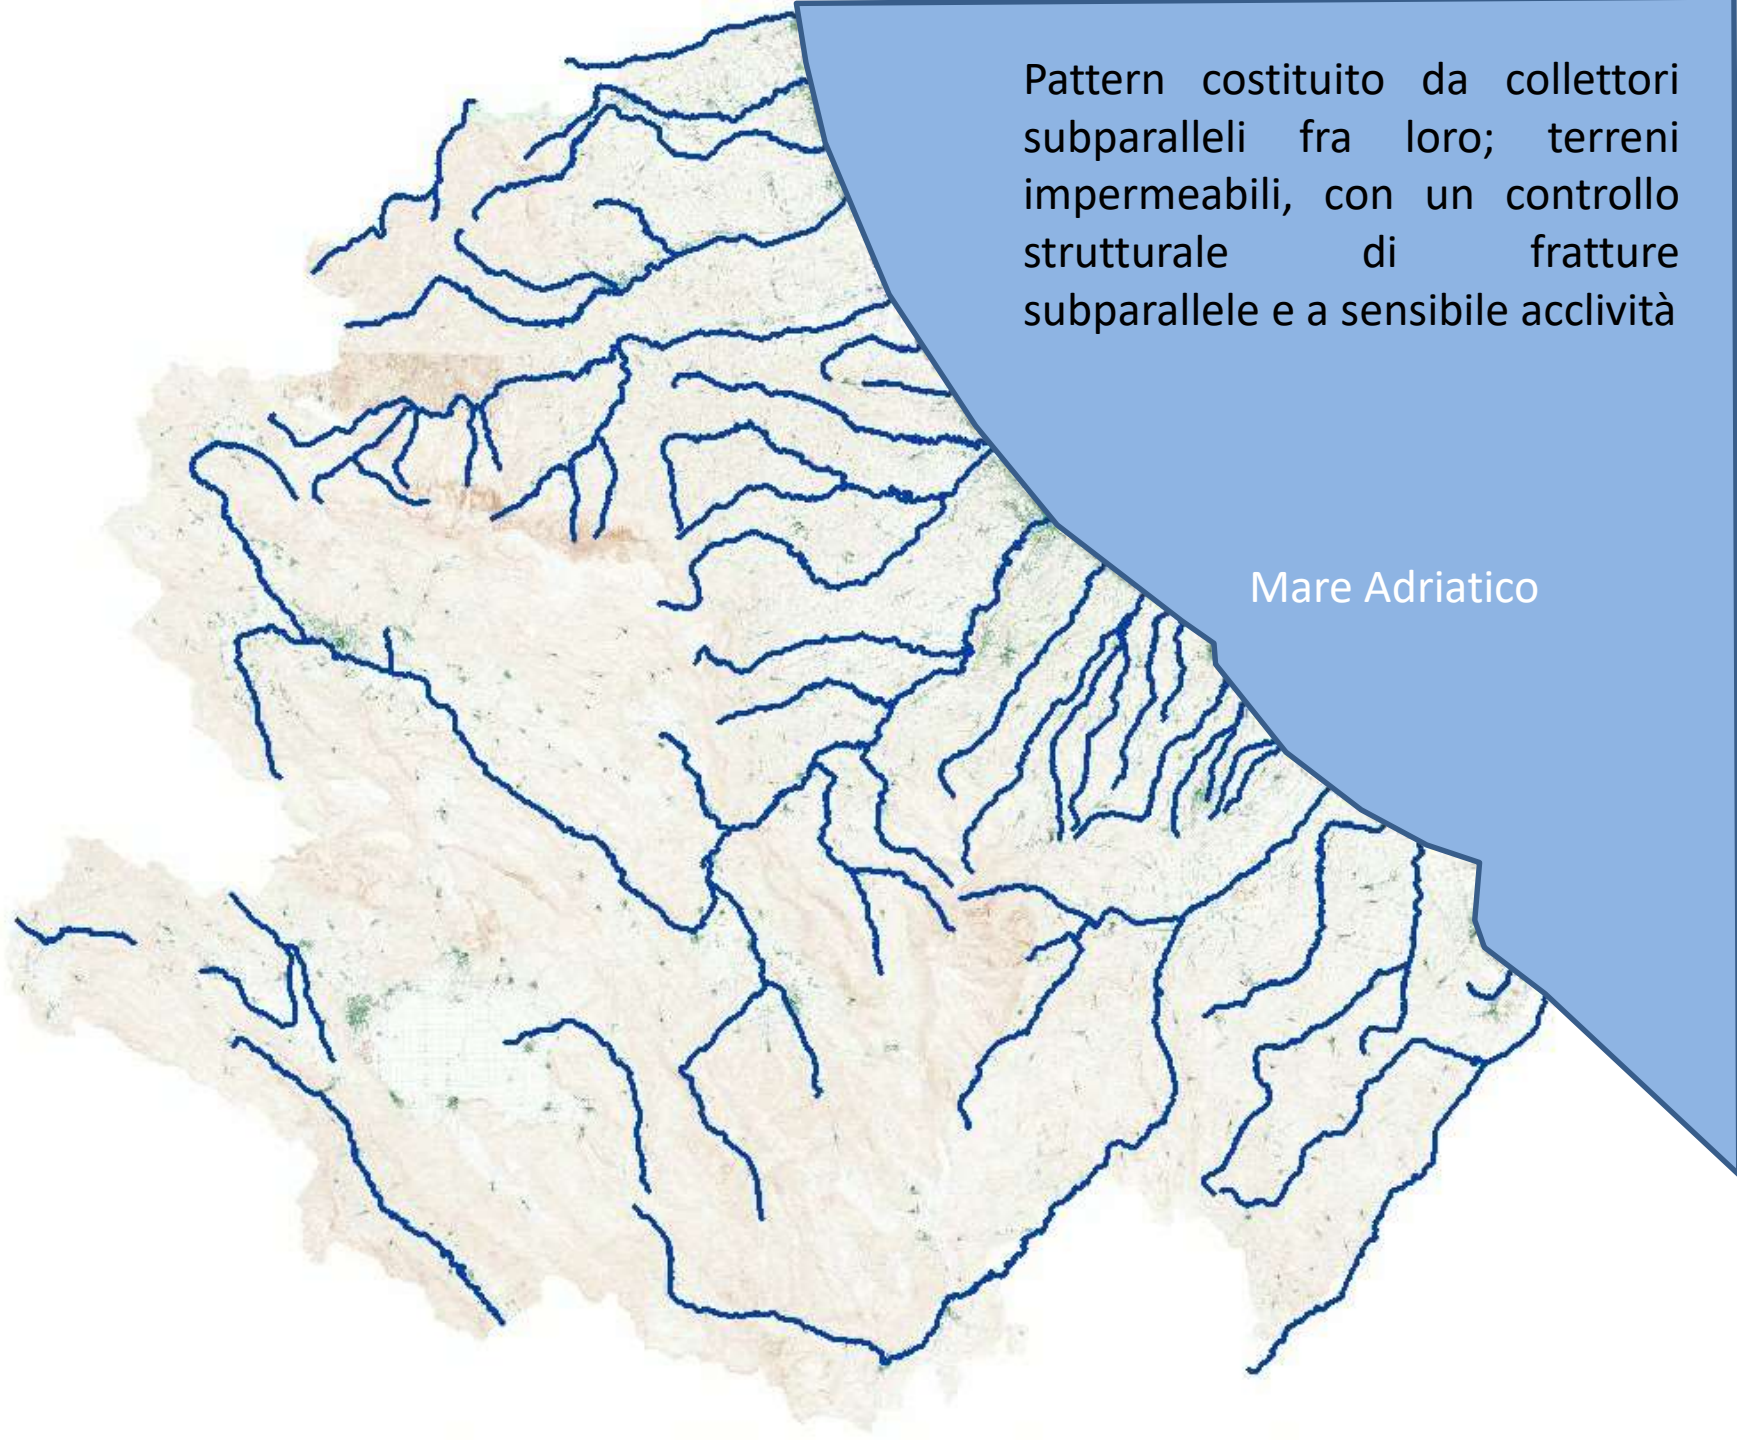 Pattern costituito da collettori
subparalleli fra loro; terreni
impermeabili, con un controllo
strutturale di fratture
subparallele e a sensibile acclività
Mare Adriatico